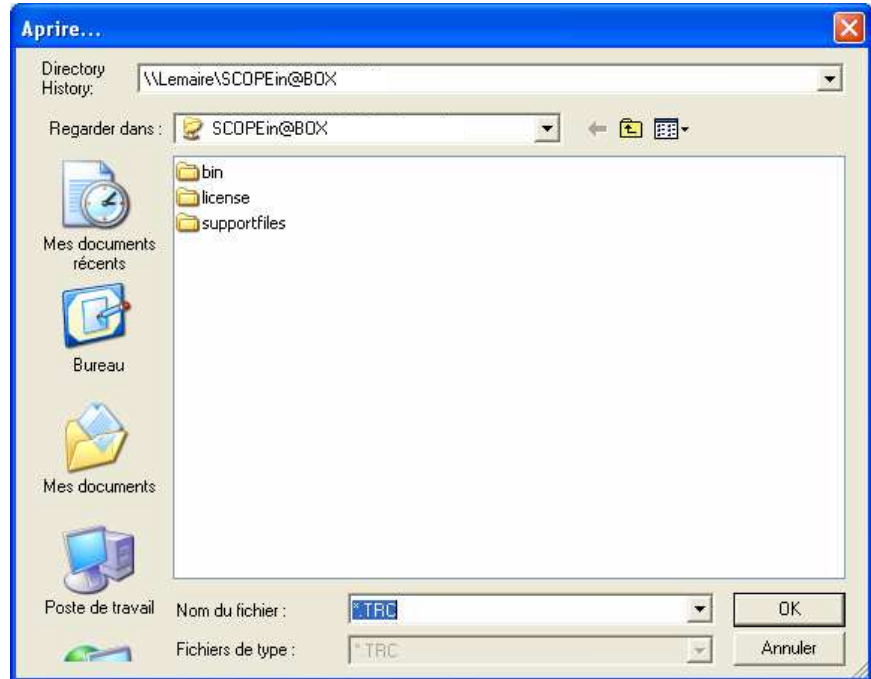 Aprire...
Directory
History:
\\Lemaire\SCOPEin@BOX
Regarder dans :
SCOPEin@BOX
bin
license
supportfiles
Mes documents
récents
Bureau
Mes documents
Poste de travail
Nom du fichier :
*.TRC
OK
Fichiers de type :
*.TRC
Annuler